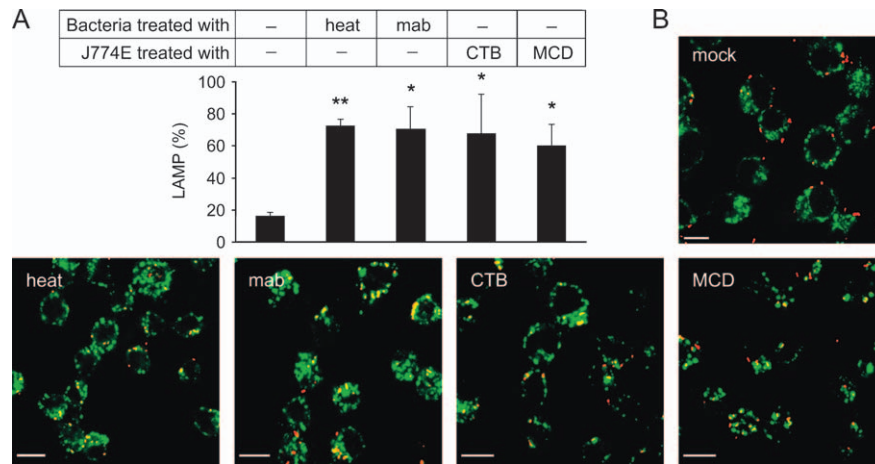 A
B
Bacteria treated with – heat mab – –
J774E treated with – – – CTB MCD
mock
100
80
60
40
20
0
LAMP (%)
** * * *
heat
mab
CTB
MCD